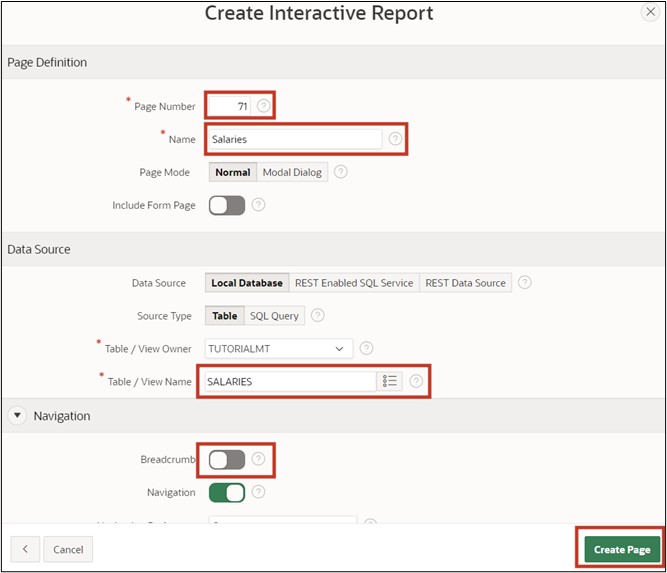 Create Interactive Report
Page Definition
* Page Number 71 ?
* Name Salaries ?
Page Mode Normal Modal Dialog ?
Include Form Page ?
Data Source
Data Source Local Database REST Enabled SQL Service REST Data Source ?
Source Type Table SQL Query ?
* Table / View Owner TUTORIALMT ?
* Table / View Name SALARIES ?
Navigation
Breadcrumb ?
Navigation ?
Cancel Create Page